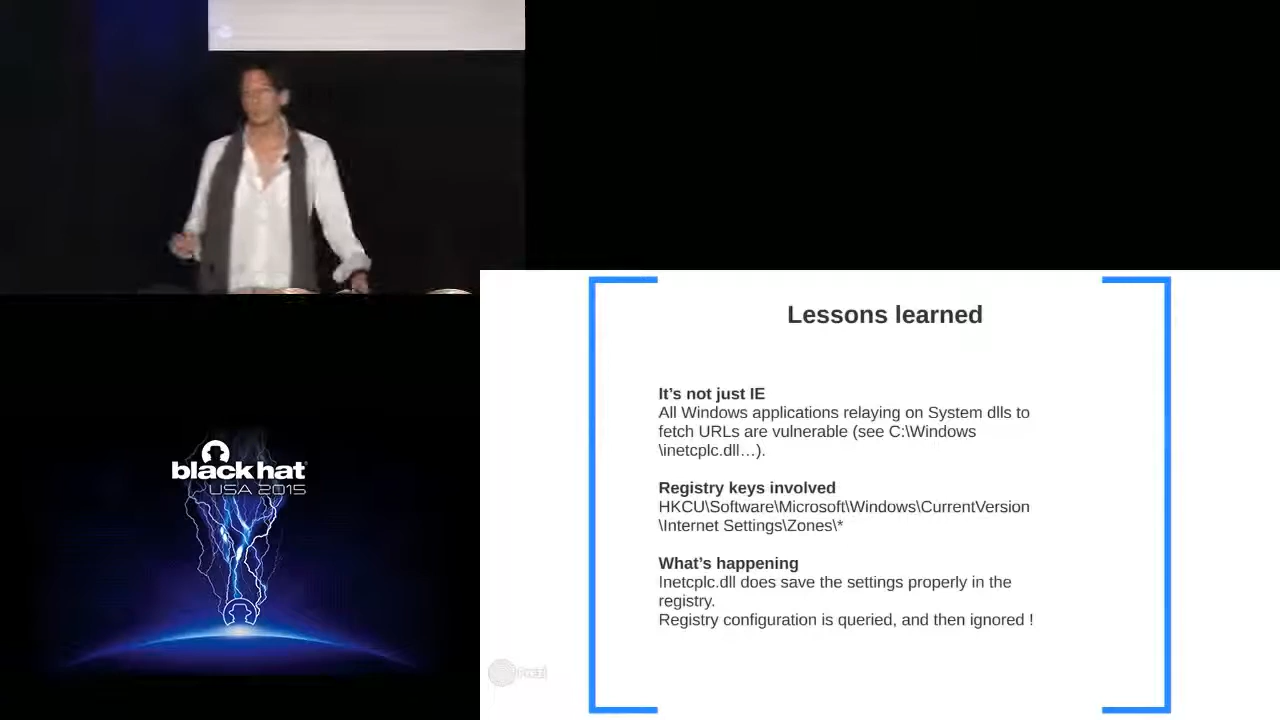 Lessons learned
It's not just IE
All Windows applications relaying on System dlls to
fetch URLs are vulnerable (see C:\Windows
\inetcplc.dll…).
Registry keys involved
HKCU\Software\Microsoft\Windows\CurrentVersion
\Internet Settings\Zones\*
What's happening
Inetcplc.dll does save the settings properly in the
registry.
Registry configuration is queried, and then ignored !
black hat
USA 2015
Prezi